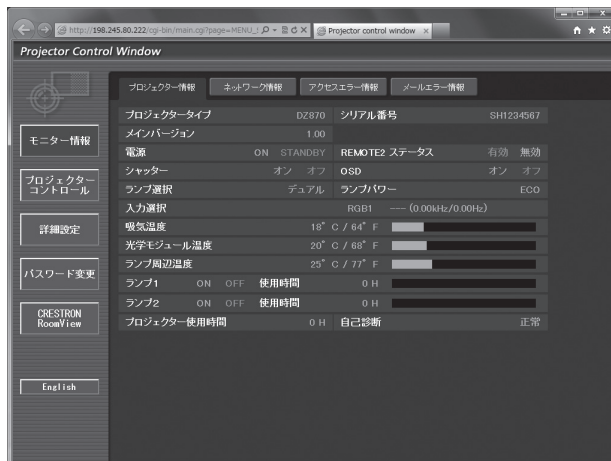 http://198.245.80.222/cgi-bin/main.cgi?page=MENU_1
Projector control window ×
Projector Control Window
プロジェクター情報 ネットワーク情報 アクセスエラー情報 メールエラー情報
モニター情報
プロジェクター
コントロール
詳細設定
パスワード変更
CRESTRON
RoomView
English
プロジェクタータイプ DZ870 シリアル番号 SH1234567
メインバージョン 1.00
電源 ON STANDBY REMOTE2 ステータス 有効 無効
シャッター オン オフ OSD オン オフ
ランプ選択 デュアル ランプパワー ECO
入力選択 RGB1 --- (0.00kHz/0.00Hz)
吸気温度 18° C / 64° F
光学モジュール温度 20° C / 68° F
ランプ周辺温度 25° C / 77° F
ランプ1 ON OFF 使用時間 0 H
ランプ2 ON OFF 使用時間 0 H
プロジェクター使用時間 0 H 自己診断 正常